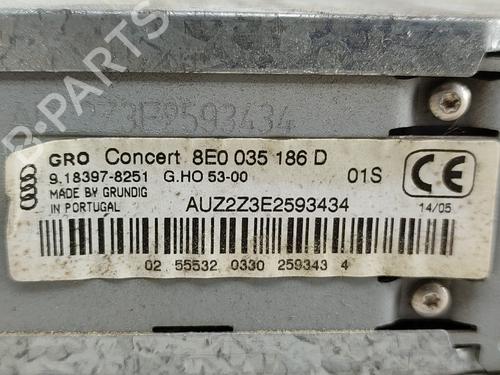 Z3E2593434
GRO Concert 8E0 035 186 D
9.18397-8251 G.HO 53-00 01S
MADE BY GRUNDIG
IN PORTUGAL
AUZ2Z3E2593434
14/05
02 55532 0330 259343 4
B-PARTS